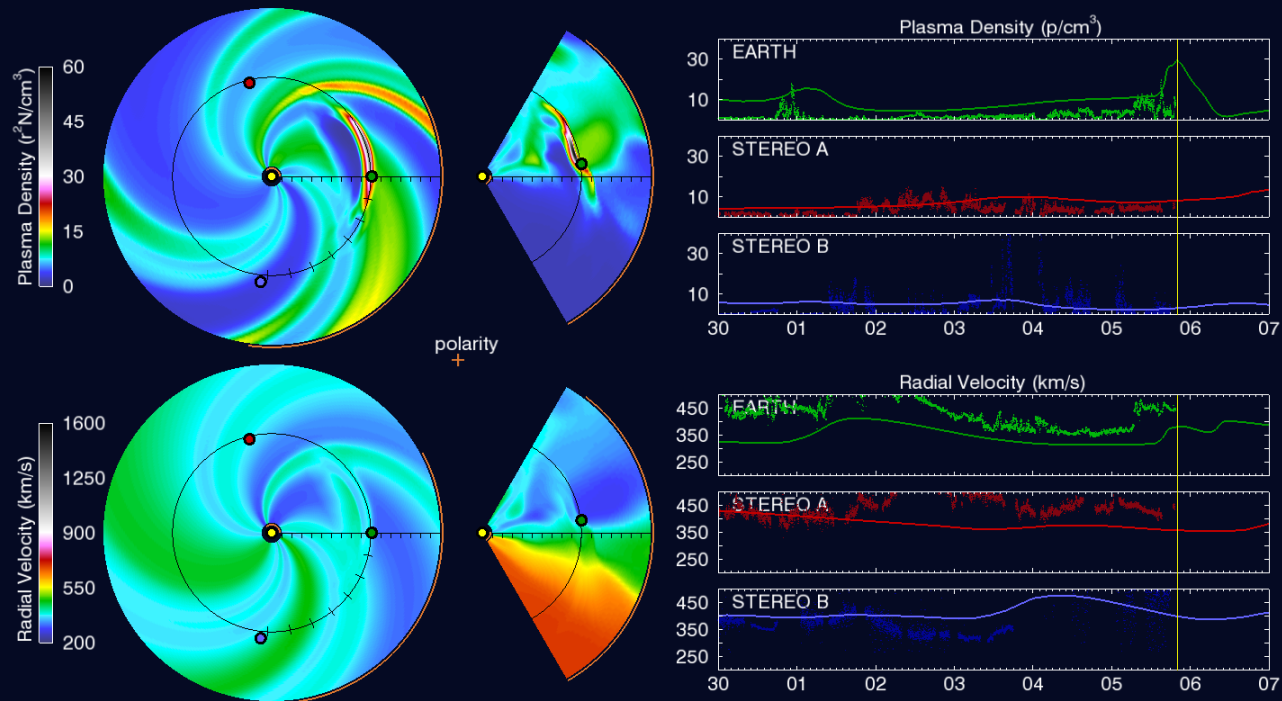 Plasma Density (r²N/cm³)
60
45
30
15
0
Plasma Density (p/cm³)
EARTH
30
10
STEREO A
30
10
STEREO B
30
10
30 01 02 03 04 05 06 07
polarity
+
Radial Velocity (km/s)
1600
1250
900
550
200
Radial Velocity (km/s)
EARTH
450
350
250
STEREO A
450
350
250
STEREO B
450
350
250
30 01 02 03 04 05 06 07